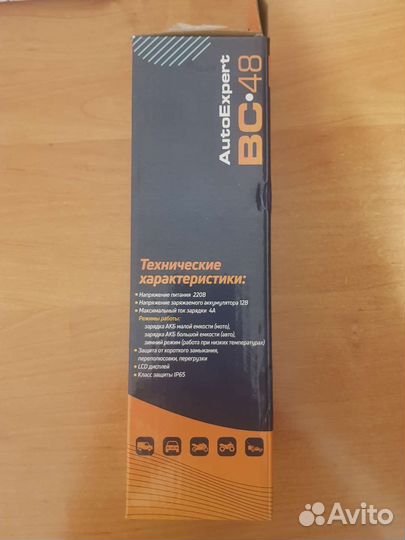 AutoExpert
BC·48
Технические
характеристики:
• Напряжение питания 220В
• Напряжение заряжаемого аккумулятора 12В
• Максимальный ток зарядки 4А
Режимы работы:
зарядка АКБ малой емкости (мото),
зарядка АКБ большой емкости (авто),
зимний режим (работа при низких температурах)
• Защита от короткого замыкания,
переполюсовки, перегрузки
• LCD дисплей
• Класс защиты IP65
Avito